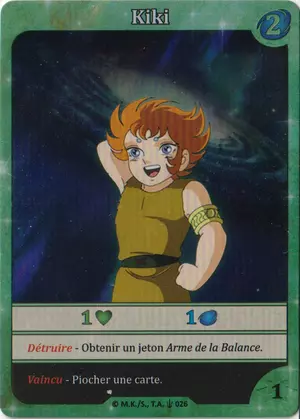 Kiki
2
1 1
Détruire - Obtenir un jeton Arme de la Balance.
Vaincu - Piocher une carte.
1
© M.K./S., T.A. 026